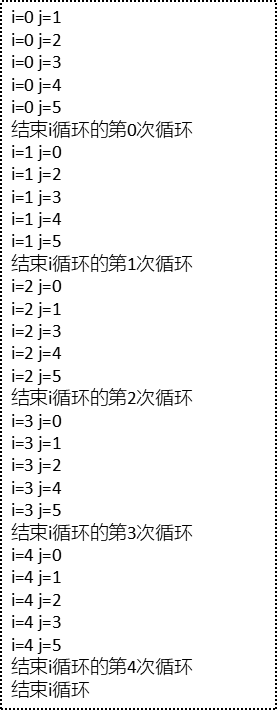 i=0 j=1
i=0 j=2
i=0 j=3
i=0 j=4
i=0 j=5
结束i循环的第0次循环
i=1 j=0
i=1 j=2
i=1 j=3
i=1 j=4
i=1 j=5
结束i循环的第1次循环
i=2 j=0
i=2 j=1
i=2 j=3
i=2 j=4
i=2 j=5
结束i循环的第2次循环
i=3 j=0
i=3 j=1
i=3 j=2
i=3 j=4
i=3 j=5
结束i循环的第3次循环
i=4 j=0
i=4 j=1
i=4 j=2
i=4 j=3
i=4 j=5
结束i循环的第4次循环
结束i循环